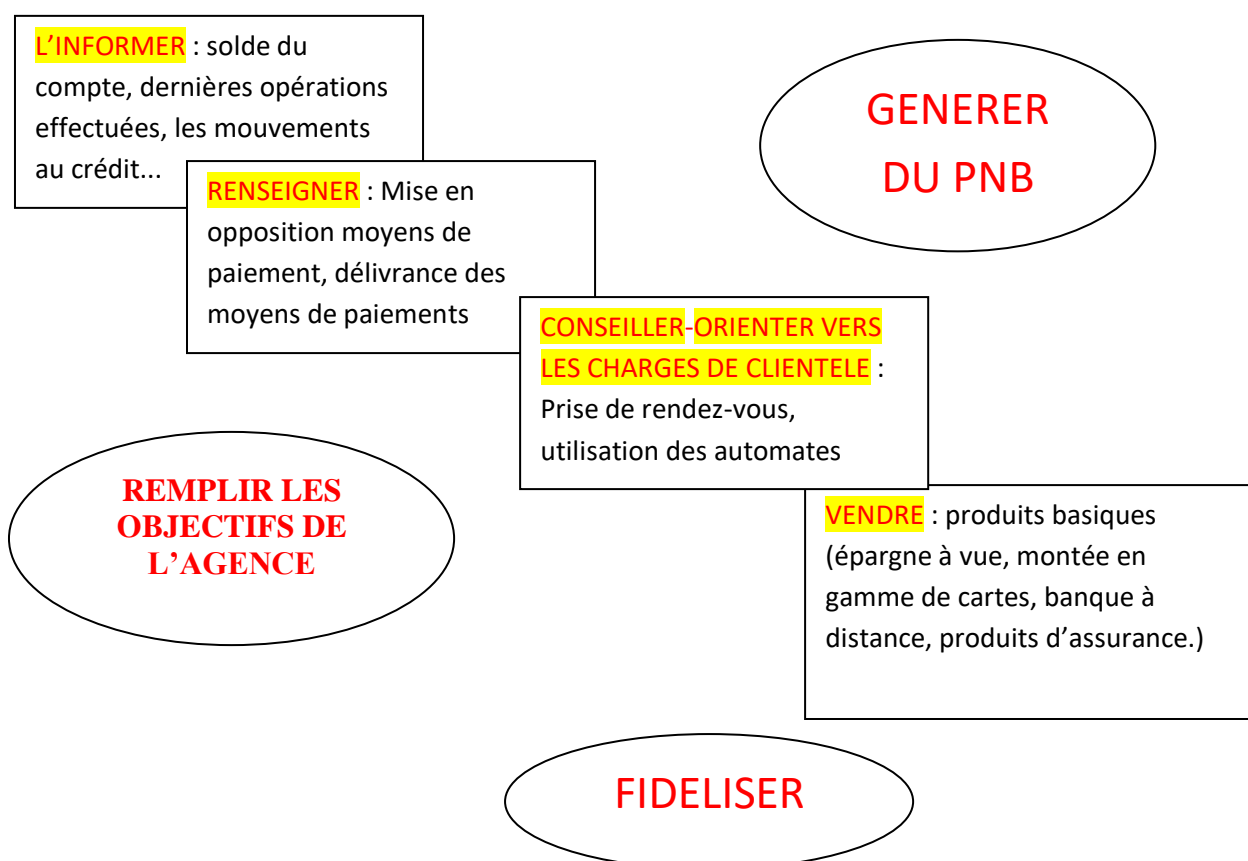 L’INFORMER : solde du
compte, dernières opérations
effectuées, les mouvements
au crédit...
GENERER
DU PNB
RENSEIGNER : Mise en
opposition moyens de
paiement, délivrance des
moyens de paiements
CONSEILLER-ORIENTER VERS
LES CHARGES DE CLIENTELE :
Prise de rendez-vous,
utilisation des automates
REMPLIR LES
OBJECTIFS DE
L’AGENCE
VENDRE : produits basiques
(épargne à vue, montée en
gamme de cartes, banque à
distance, produits d’assurance.)
FIDELISER